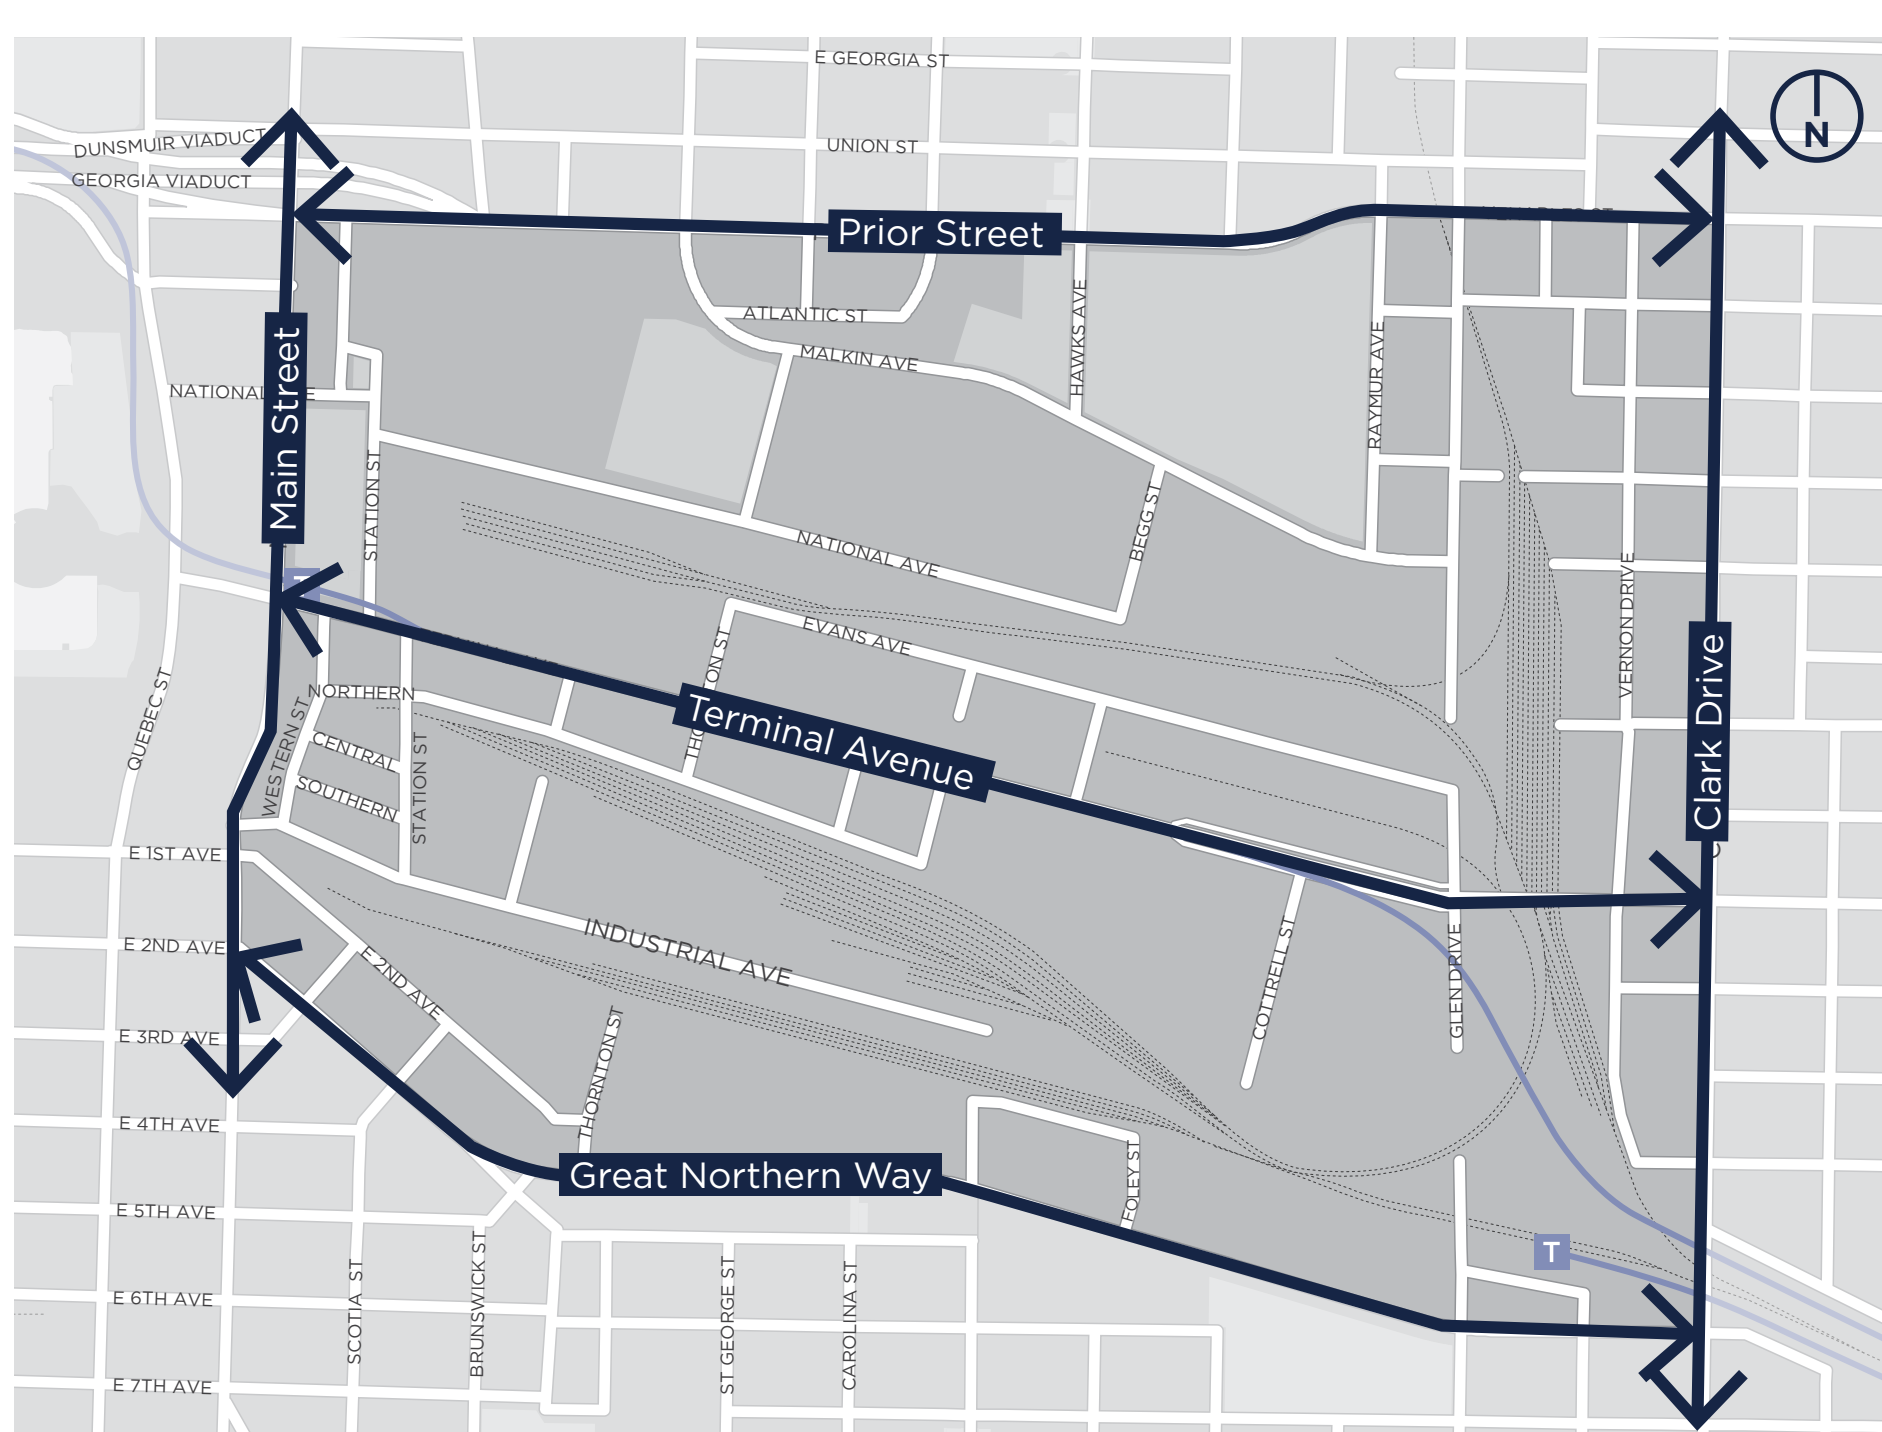 E GEORGIA ST
N
DUNSMUIR VIADUCT
UNION ST
GEORGIA VIADUCT
Prior Street
ATLANTIC ST
MALKIN AVE
HAWKS AVE
RAYMUR AVE
NATIONAL
Main Street
STATION ST
NATIONAL AVE
BEGG ST
VERNON DRIVE
EVANS AVE
Clark Drive
QUEBEC ST
WESTERN ST
NORTHERN
CENTRAL
SOUTHERN
STATION ST
Terminal Avenue
E 1ST AVE
E 2ND AVE
E 2ND AVE
INDUSTRIAL AVE
COTTRELL ST
GLEN DRIVE
E 3RD AVE
THORNTON ST
E 4TH AVE
Great Northern Way
FOLEY ST
E 5TH AVE
T
E 6TH AVE
SCOTIA ST
BRUNSWICK ST
ST GEORGE ST
CAROLINA ST
E 7TH AVE